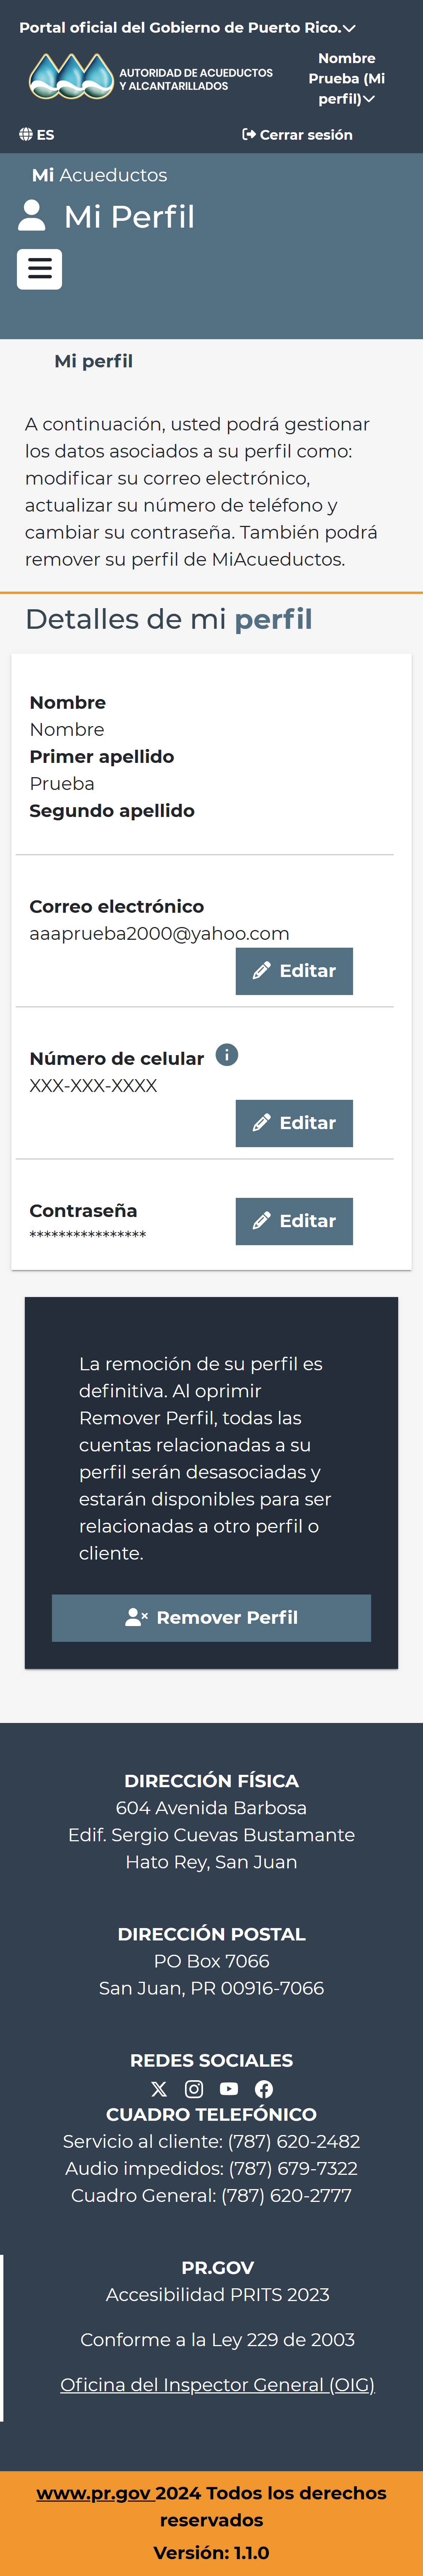 Portal oficial del Gobierno de Puerto Rico.
AUTORIDAD DE ACUEDUCTOS
Y ALCANTARILLADOS
Nombre
Prueba (Mi
perfil)
ES
Cerrar sesión
Mi Acueductos
Mi Perfil
Mi perfil
A continuación, usted podrá gestionar
los datos asociados a su perfil como:
modificar su correo electrónico,
actualizar su número de teléfono y
cambiar su contraseña. También podrá
remover su perfil de MiAcueductos.
Detalles de mi perfil
Nombre
Nombre
Primer apellido
Prueba
Segundo apellido
Correo electrónico
aaaprueba2000@yahoo.com
Editar
Número de celular
XXX-XXX-XXXX
Editar
Contraseña
****************
Editar
La remoción de su perfil es
definitiva. Al oprimir
Remover Perfil, todas las
cuentas relacionadas a su
perfil serán desasociadas y
estarán disponibles para ser
relacionadas a otro perfil o
cliente.
Remover Perfil
DIRECCIÓN FÍSICA
604 Avenida Barbosa
Edif. Sergio Cuevas Bustamante
Hato Rey, San Juan
DIRECCIÓN POSTAL
PO Box 7066
San Juan, PR 00916-7066
REDES SOCIALES
CUADRO TELEFÓNICO
Servicio al cliente: (787) 620-2482
Audio impedidos: (787) 679-7322
Cuadro General: (787) 620-2777
PR.GOV
Accesibilidad PRITS 2023
Conforme a la Ley 229 de 2003
Oficina del Inspector General (OIG)
www.pr.gov 2024 Todos los derechos
reservados
Versión: 1.1.0